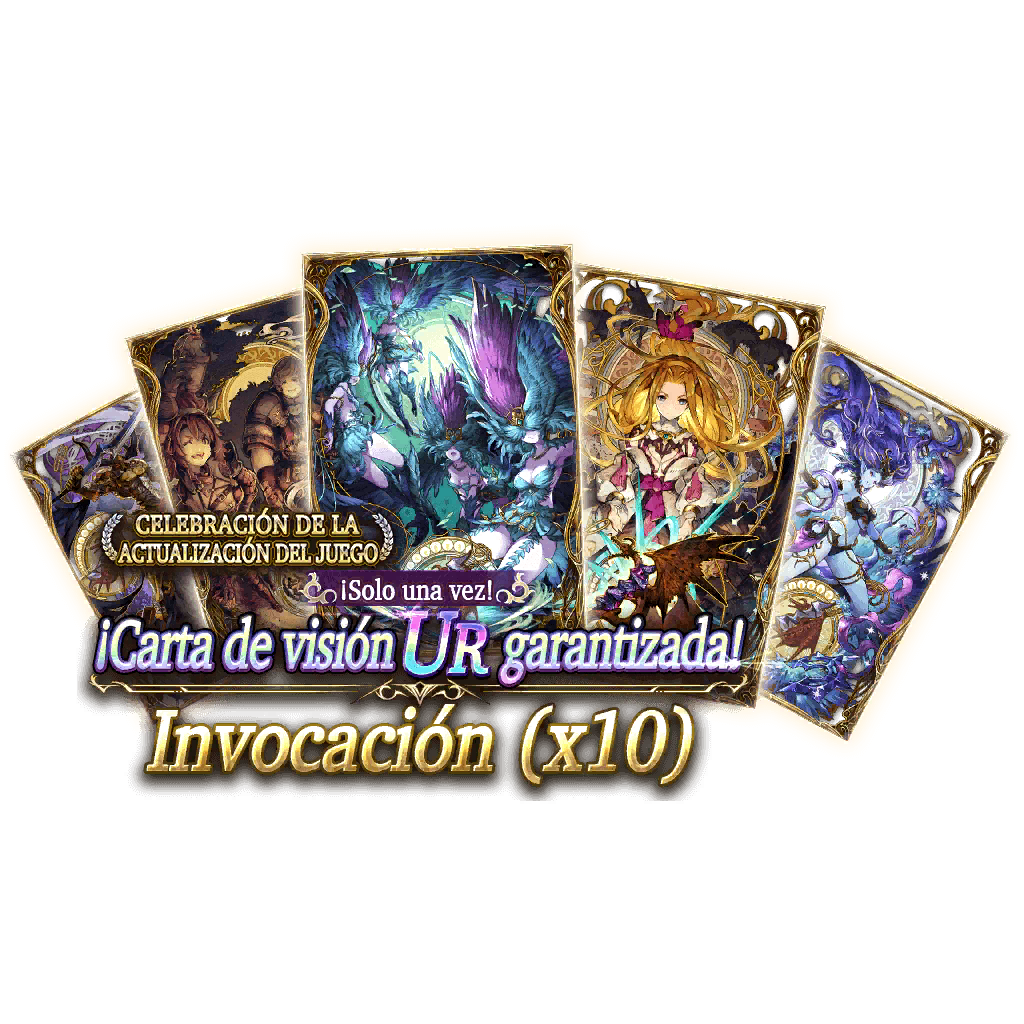 CELEBRACIÓN DE LA
ACTUALIZACIÓN DEL JUEGO
¡Solo una vez!
¡Carta de visión UR garantizada!
Invocación (x10)